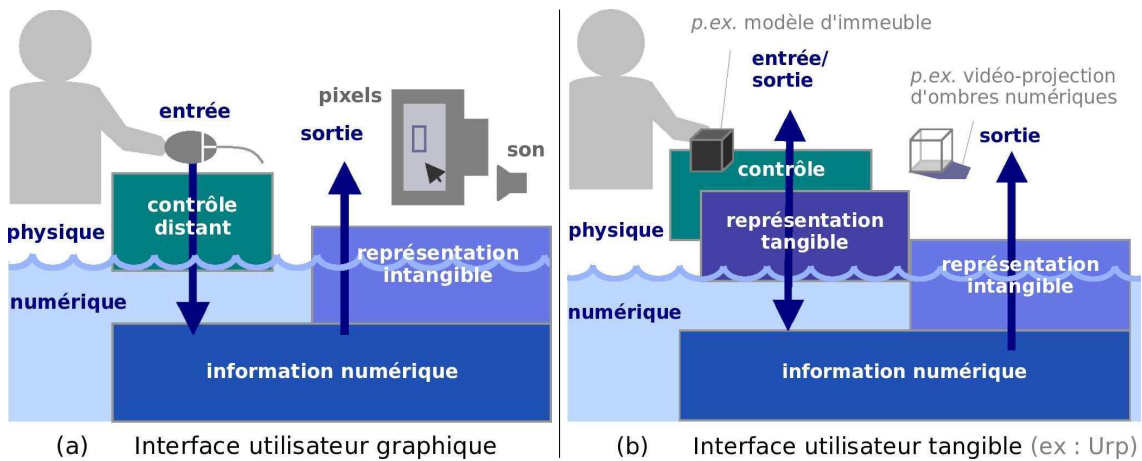 entrée
pixels
sortie
son
contrôle
distant
physique
représentation
intangible
numérique
information numérique
(a) Interface utilisateur graphique
p.ex. modèle d'immeuble
entrée/
sortie
p.ex. vidéo-projection
d'ombres numériques
sortie
contrôle
représentation
tangible
physique
représentation
intangible
numérique
information numérique
(b) Interface utilisateur tangible (ex : Urp)